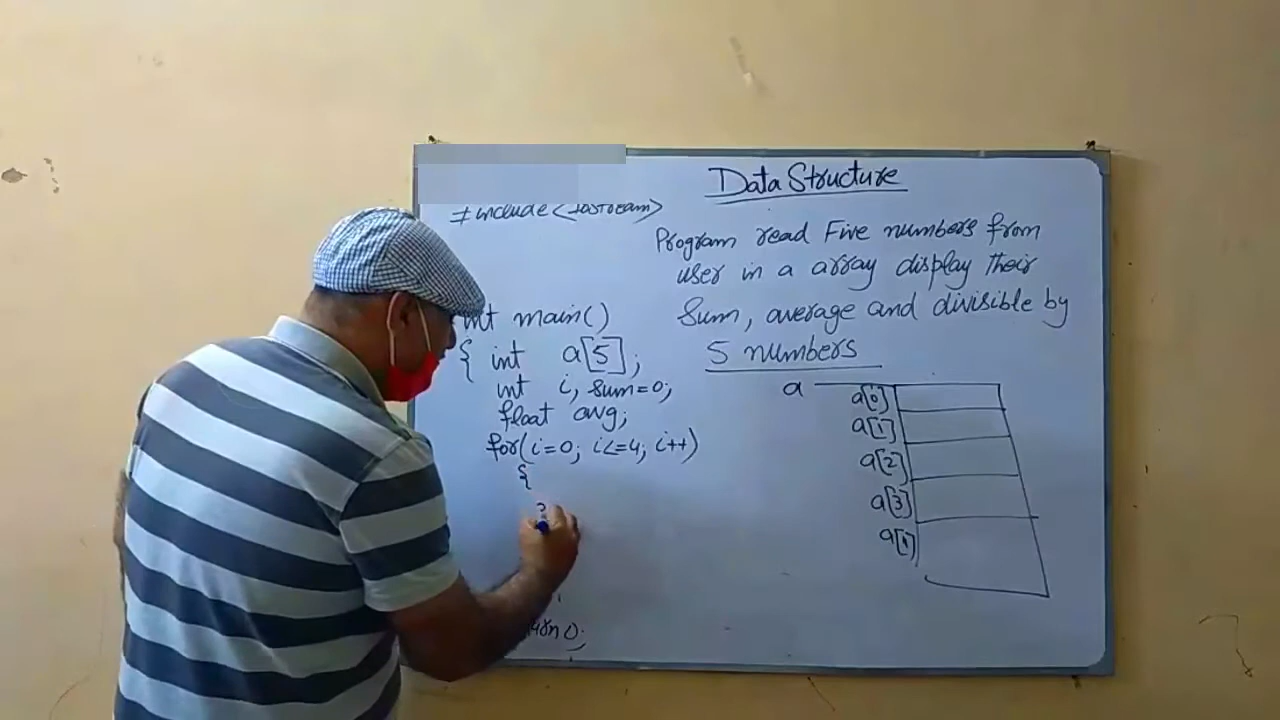 Data Structure
#include<iostream>
Program read Five numbers from
user in a array display their
Sum, average and divisible by
5 numbers
int main()
{ int a[5];
int i, sum=0;
float avg;
for(i=0; i<=4; i++)
{
0;
a
a[0]
a[1]
a[2]
a[3]
a[4]